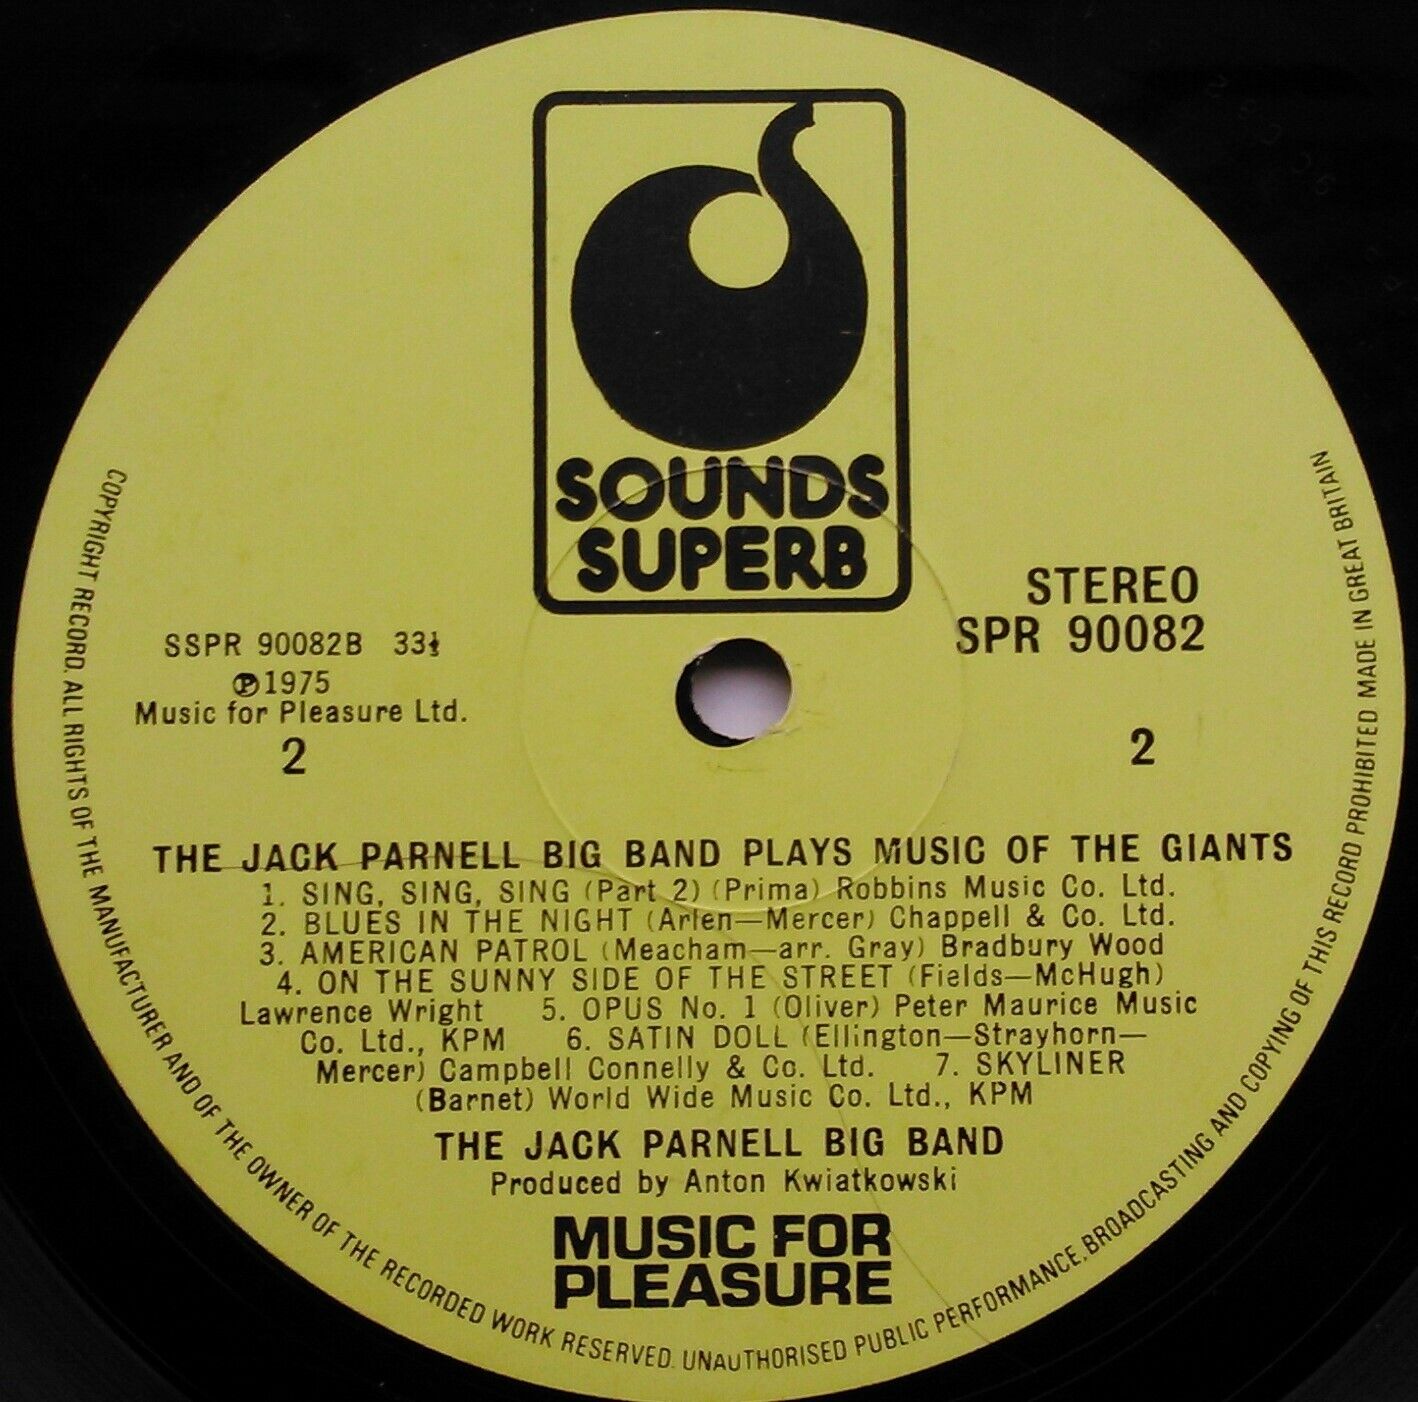 SOUNDS
SUPERB
STEREO
SPR 90082
SSPR 90082B 33⅓
℗1975
Music for Pleasure Ltd.
2
2
THE JACK PARNELL BIG BAND PLAYS MUSIC OF THE GIANTS
1. SING, SING, SING (Part 2) (Prima) Robbins Music Co. Ltd.
2. BLUES IN THE NIGHT (Arlen—Mercer) Chappell & Co. Ltd.
3. AMERICAN PATROL (Meacham—arr. Gray) Bradbury Wood
4. ON THE SUNNY SIDE OF THE STREET (Fields—McHugh)
Lawrence Wright 5. OPUS No. 1 (Oliver) Peter Maurice Music
Co. Ltd., KPM 6. SATIN DOLL (Ellington—Strayhorn—
Mercer) Campbell Connelly & Co. Ltd. 7. SKYLINER
(Barnet) World Wide Music Co. Ltd., KPM
THE JACK PARNELL BIG BAND
Produced by Anton Kwiatkowski
MUSIC FOR
PLEASURE
COPYRIGHT RECORD. ALL RIGHTS OF THE MANUFACTURER AND OF THE OWNER OF THE RECORDED WORK RESERVED. UNAUTHORISED PUBLIC PERFORMANCE, BROADCASTING AND COPYING OF THIS RECORD PROHIBITED MADE IN GREAT BRITAIN